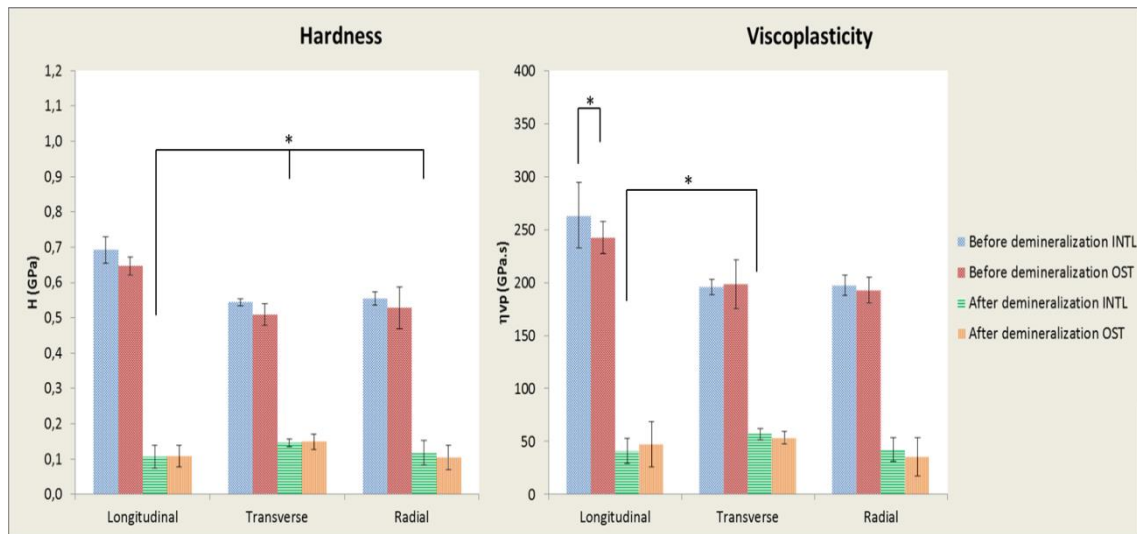 Hardness
H (GPa)
1,2
1,1
1,0
0,9
0,8
0,7
0,6
0,5
0,4
0,3
0,2
0,1
0,0
*
Longitudinal Transverse Radial
Viscoplasticity
ηvp (GPa.s)
400
350
300
250
200
150
100
50
0
*
*
Longitudinal Transverse Radial
Before demineralization INTL
Before demineralization OST
After demineralization INTL
After demineralization OST